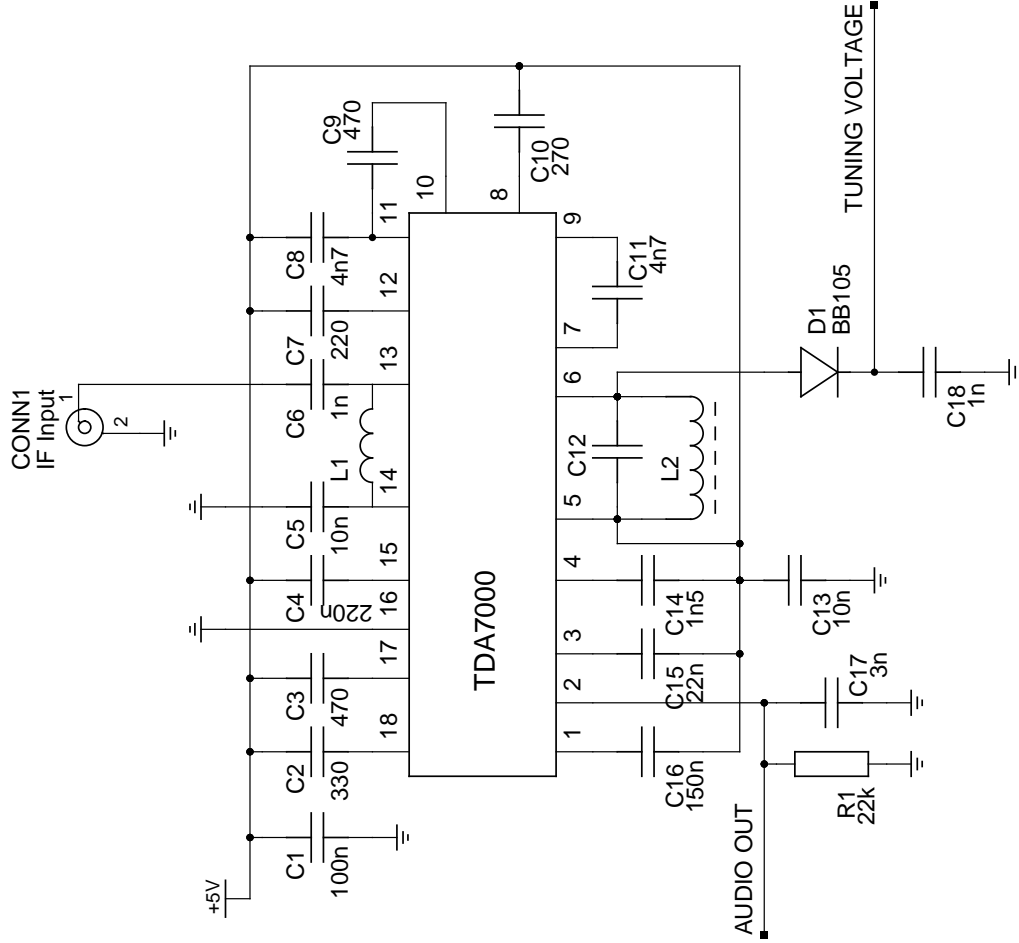 CONN1
IF Input
1
2
+5V
C1
100n
C2
330
C3
470
C4
220n
C5
10n
L1
C6
1n
C7
220
C8
4n7
C9
470
18
17
16
15
14
13
12
11
10
TDA7000
8
C10
270
1
2
3
4
5
6
7
9
C16
150n
C15
22n
C14
1n5
C12
L2
C11
4n7
C13
10n
D1
BB105
C17
3n
R1
22k
C18
1n
AUDIO OUT
TUNING VOLTAGE